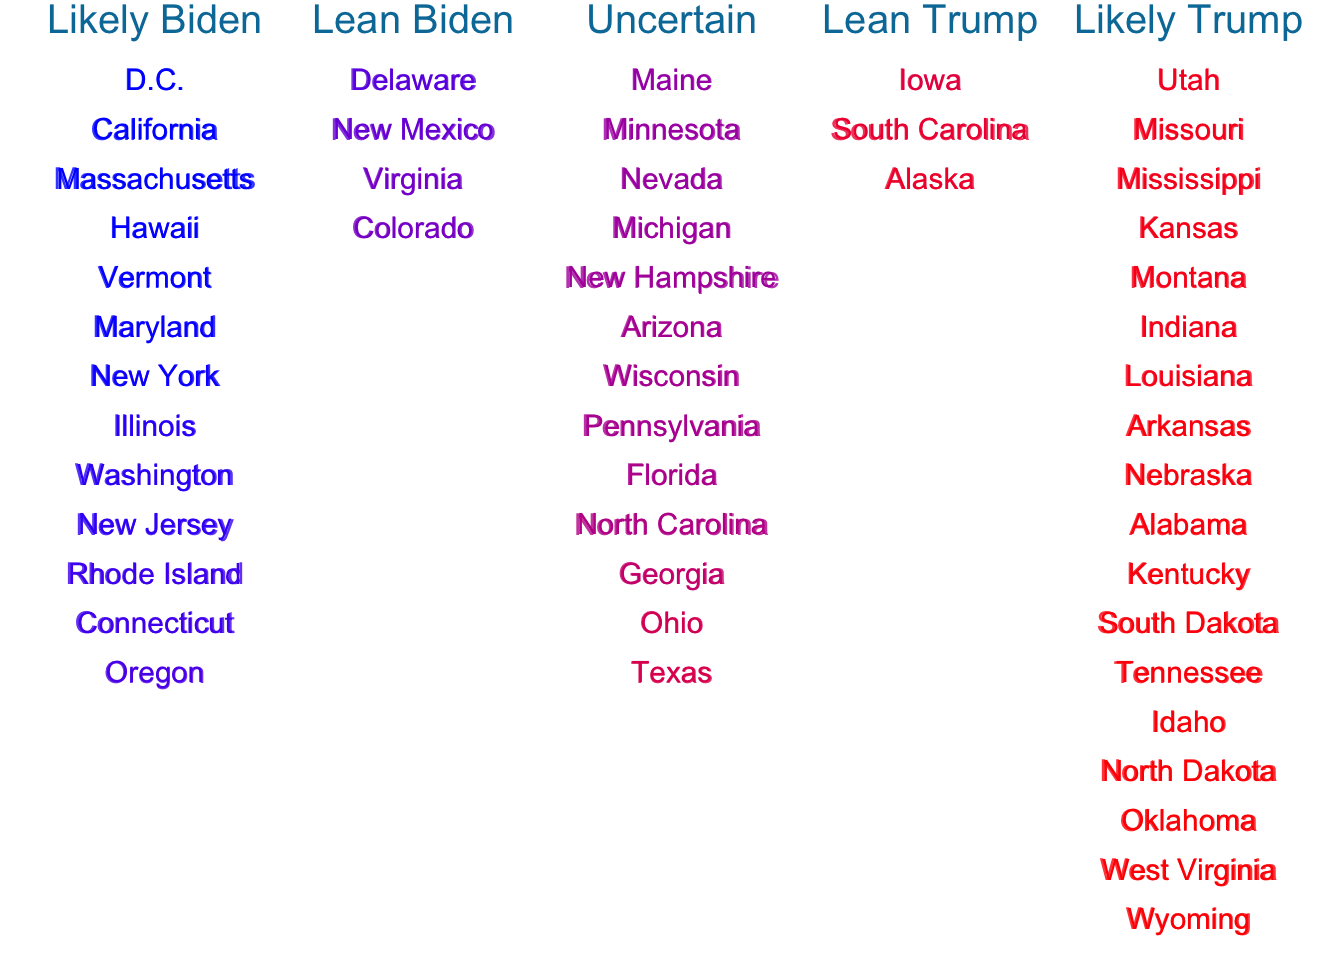 Likely Biden Lean Biden Uncertain Lean Trump Likely Trump
D.C. Delaware Maine Iowa Utah
California New Mexico Minnesota South Carolina Missouri
Massachusetts Virginia Nevada Alaska Mississippi
Hawaii Colorado Michigan Kansas
Vermont New Hampshire Montana
Maryland Arizona Indiana
New York Wisconsin Louisiana
Illinois Pennsylvania Arkansas
Washington Florida Nebraska
New Jersey North Carolina Alabama
Rhode Island Georgia Kentucky
Connecticut Ohio South Dakota
Oregon Texas Tennessee
Idaho
North Dakota
Oklahoma
West Virginia
Wyoming